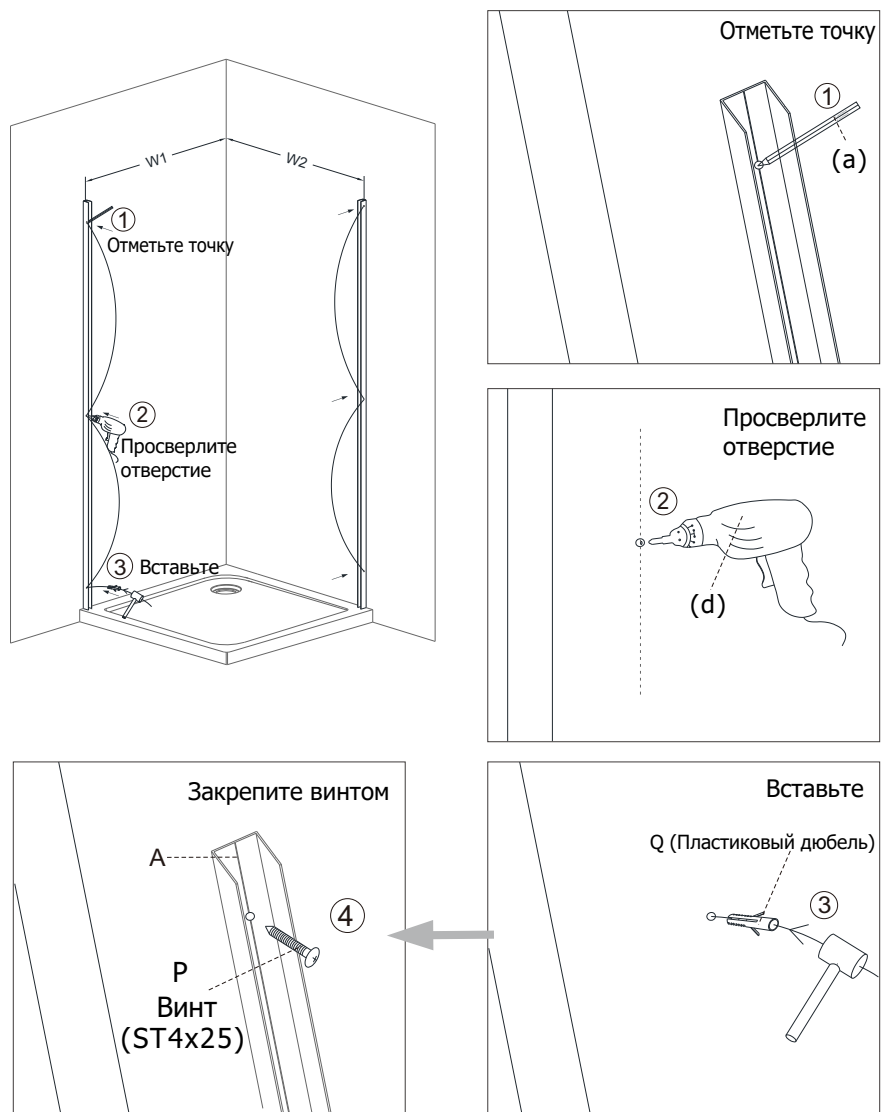 W1
W2
①
Отметьте точку
②
Просверлите
отверстие
③ Вставьте
Отметьте точку
①
(a)
Просверлите
отверстие
②
(d)
Закрепите винтом
A
④
P
Винт
(ST4x25)
Вставьте
Q (Пластиковый дюбель)
③